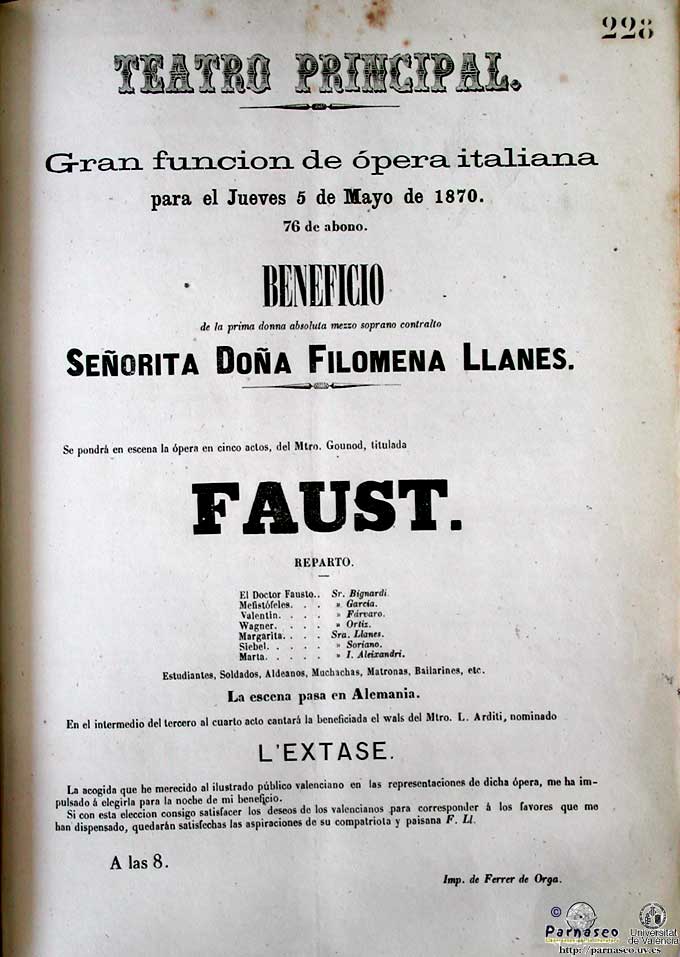 228
TEATRO PRINCIPAL.
Gran funcion de ópera italiana
para el Jueves 5 de Mayo de 1870.
76 de abono.
BENEFICIO
de la prima donna absoluta mezzo soprano contralto
SEÑORITA DOÑA FILOMENA LLANES.
Se pondrá en escena la ópera en cinco actos, del Mtro. Gounod, titulada
FAUST.
REPARTO.
El Doctor Fausto.. Sr. Bignardi.
Mefistófeles. . . . » García.
Valentin. . . . . » Fárvaro.
Wagner. . . . . » Ortiz.
Margarita. . . . Sra. Llanes.
Siebel. . . . . . » Soriano.
Marta. . . . . . » I. Aleixandri.
Estudiantes, Soldados, Aldeanos, Muchachas, Matronas, Bailarines, etc.
La escena pasa en Alemania.
En el intermedio del tercero al cuarto acto cantará la beneficiada el wals del Mtro. L. Arditi, nominado
L'EXTASE.
La acogida que he merecido al ilustrado público valenciano en las representaciones de dicha ópera, me ha im-
pulsado á elegirla para la noche de mi beneficio.
Si con esta eleccion consigo satisfacer los deseos de los valencianos para corresponder á los favores que me
han dispensado, quedarán satisfechas las aspiraciones de su compatriota y paisana F. Ll.
A las 8.
Imp. de Ferrer de Orga.
© Parnaseo
Universitat de València
http://parnaseo.uv.es